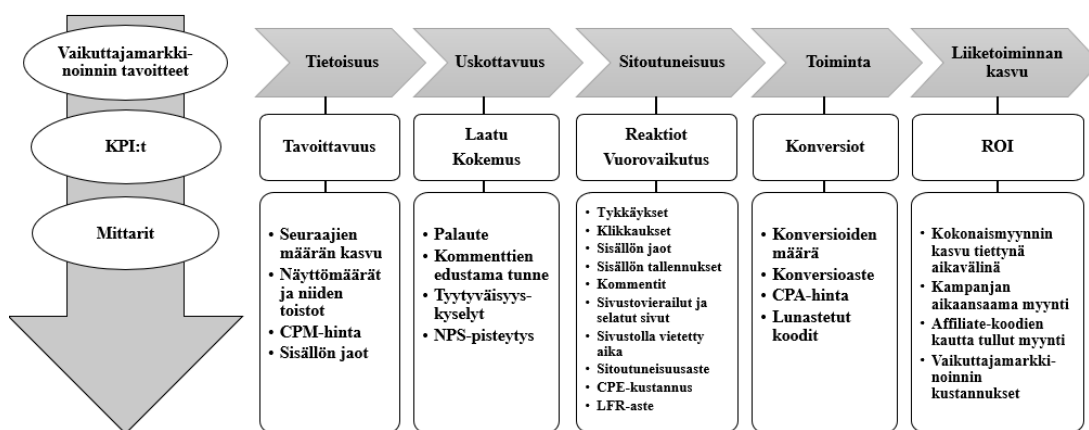 Vaikuttajamarkki-
noinnin tavoitteet
Tietoisuus
Uskottavuus
Sitoutuneisuus
Toiminta
Liiketoiminnan
kasvu
KPI:t
Tavoittavuus
Laatu
Kokemus
Reaktiot
Vuorovaikutus
Konversiot
ROI
Mittarit
• Seuraajien
määrän kasvu
• Näyttömäärät
ja niiden
toistot
• CPM-hinta
• Sisällön jaot
• Palaute
• Kommenttien
edustama tunne
• Tyytyväisyys-
kyselyt
• NPS-pisteytys
• Tykkäykset
• Klikkaukset
• Sisällön jaot
• Sisällön tallennukset
• Kommentit
• Sivustovierailut ja
selatut sivut
• Sivustolla vietetty
aika
• Sitoutuneisuusaste
• CPE-kustannus
• LFR-aste
• Konversioiden
määrä
• Konversioaste
• CPA-hinta
• Lunastetut
koodit
• Kokonaismyynnin
kasvu tiettynä
aikavälinä
• Kampanjan
aikaansaama myynti
• Affiliate-koodien
kautta tullut myynti
• Vaikuttajamarkki-
noinnin
kustannukset